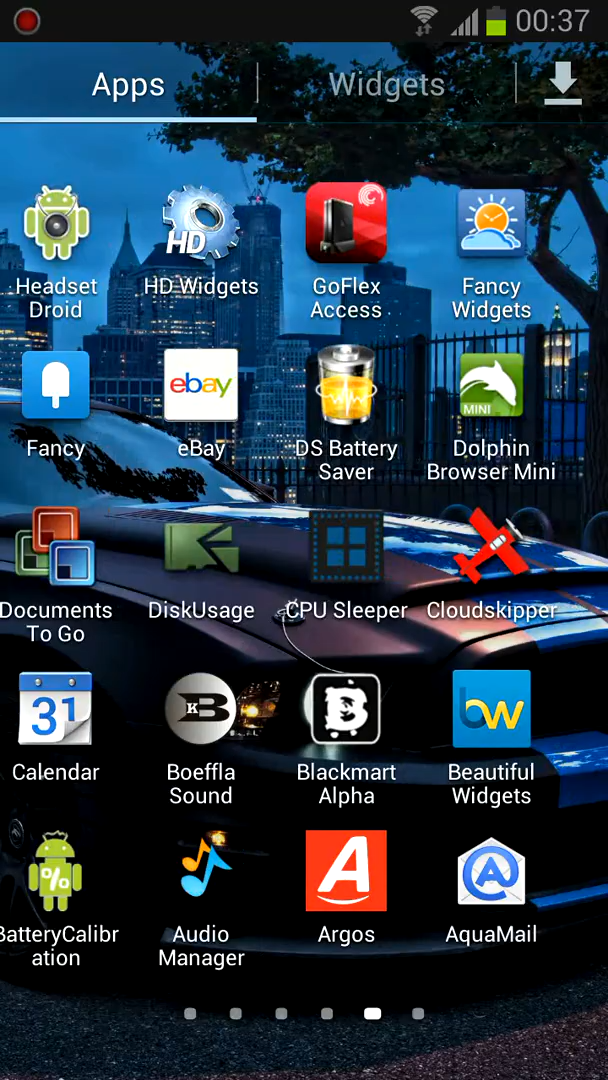 00:37
Apps
Widgets
HD
Headset
Droid
HD Widgets
GoFlex
Access
Fancy
Widgets
ebay
MINI
Fancy
eBay
DS Battery
Saver
Dolphin
Browser Mini
Documents
To Go
DiskUsage
CPU Sleeper
Cloudskipper
31
KB
B
bw
Calendar
Boeffla
Sound
Blackmart
Alpha
Beautiful
Widgets
%
A
@
BatteryCalibr
ation
Audio
Manager
Argos
AquaMail